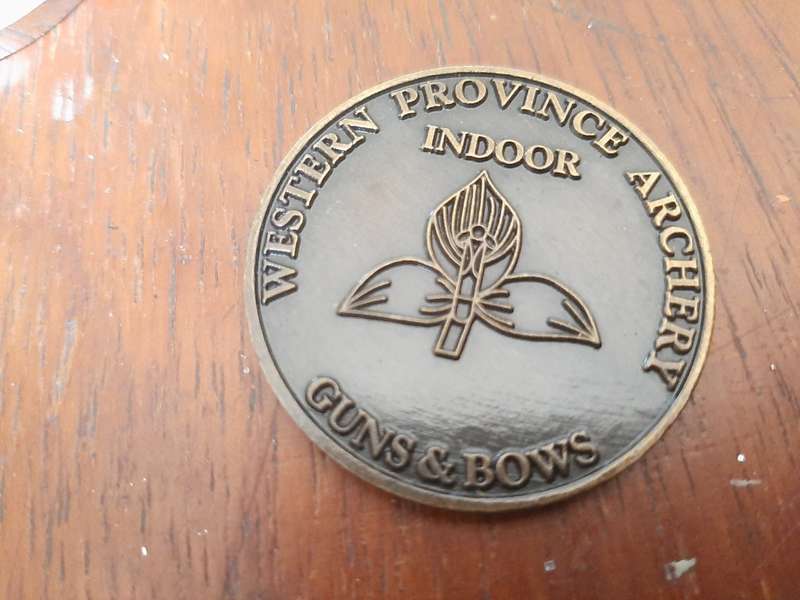 WESTERN PROVINCE ARCHERY
INDOOR
GUNS & BOWS